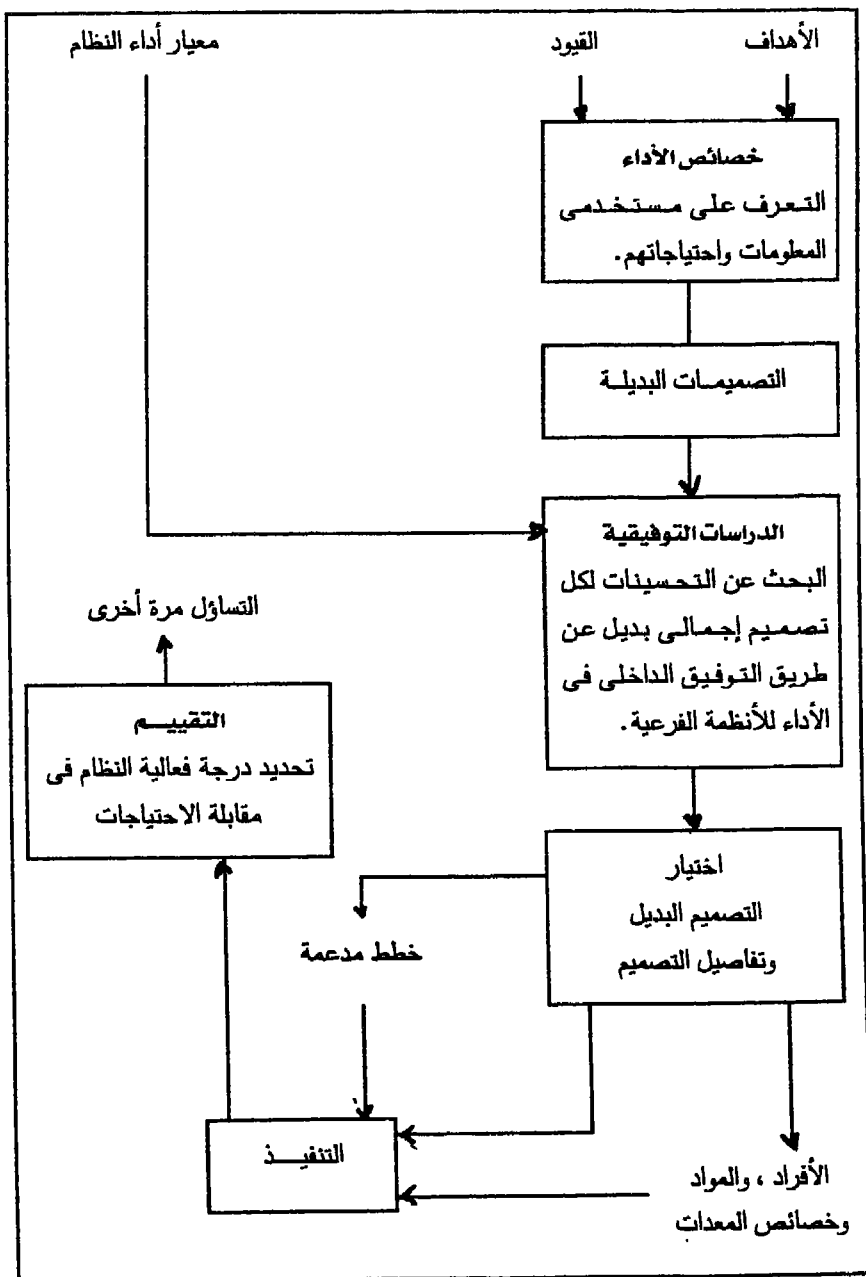 الأهداف
القيود
معيار أداء النظام
خصائص الأداء
التعرف على مستخدمى
المعلومات واحتياجاتهم.
التصميمات البديلة
الدراسات التوفيقية
البحث عن التحسينات لكل
تصميم إجمالى بديل عن
طريق التوفيق الداخلى فى
الأداء للأنظمة الفرعية.
التساؤل مرة أخرى
التقييم
تحديد درجة فعالية النظام فى
مقابلة الاحتياجات
اختيار
التصميم البديل
وتفاصيل التصميم
خطط مدعمة
التنفيذ
الأفراد ، والمواد
وخصائص المعدات